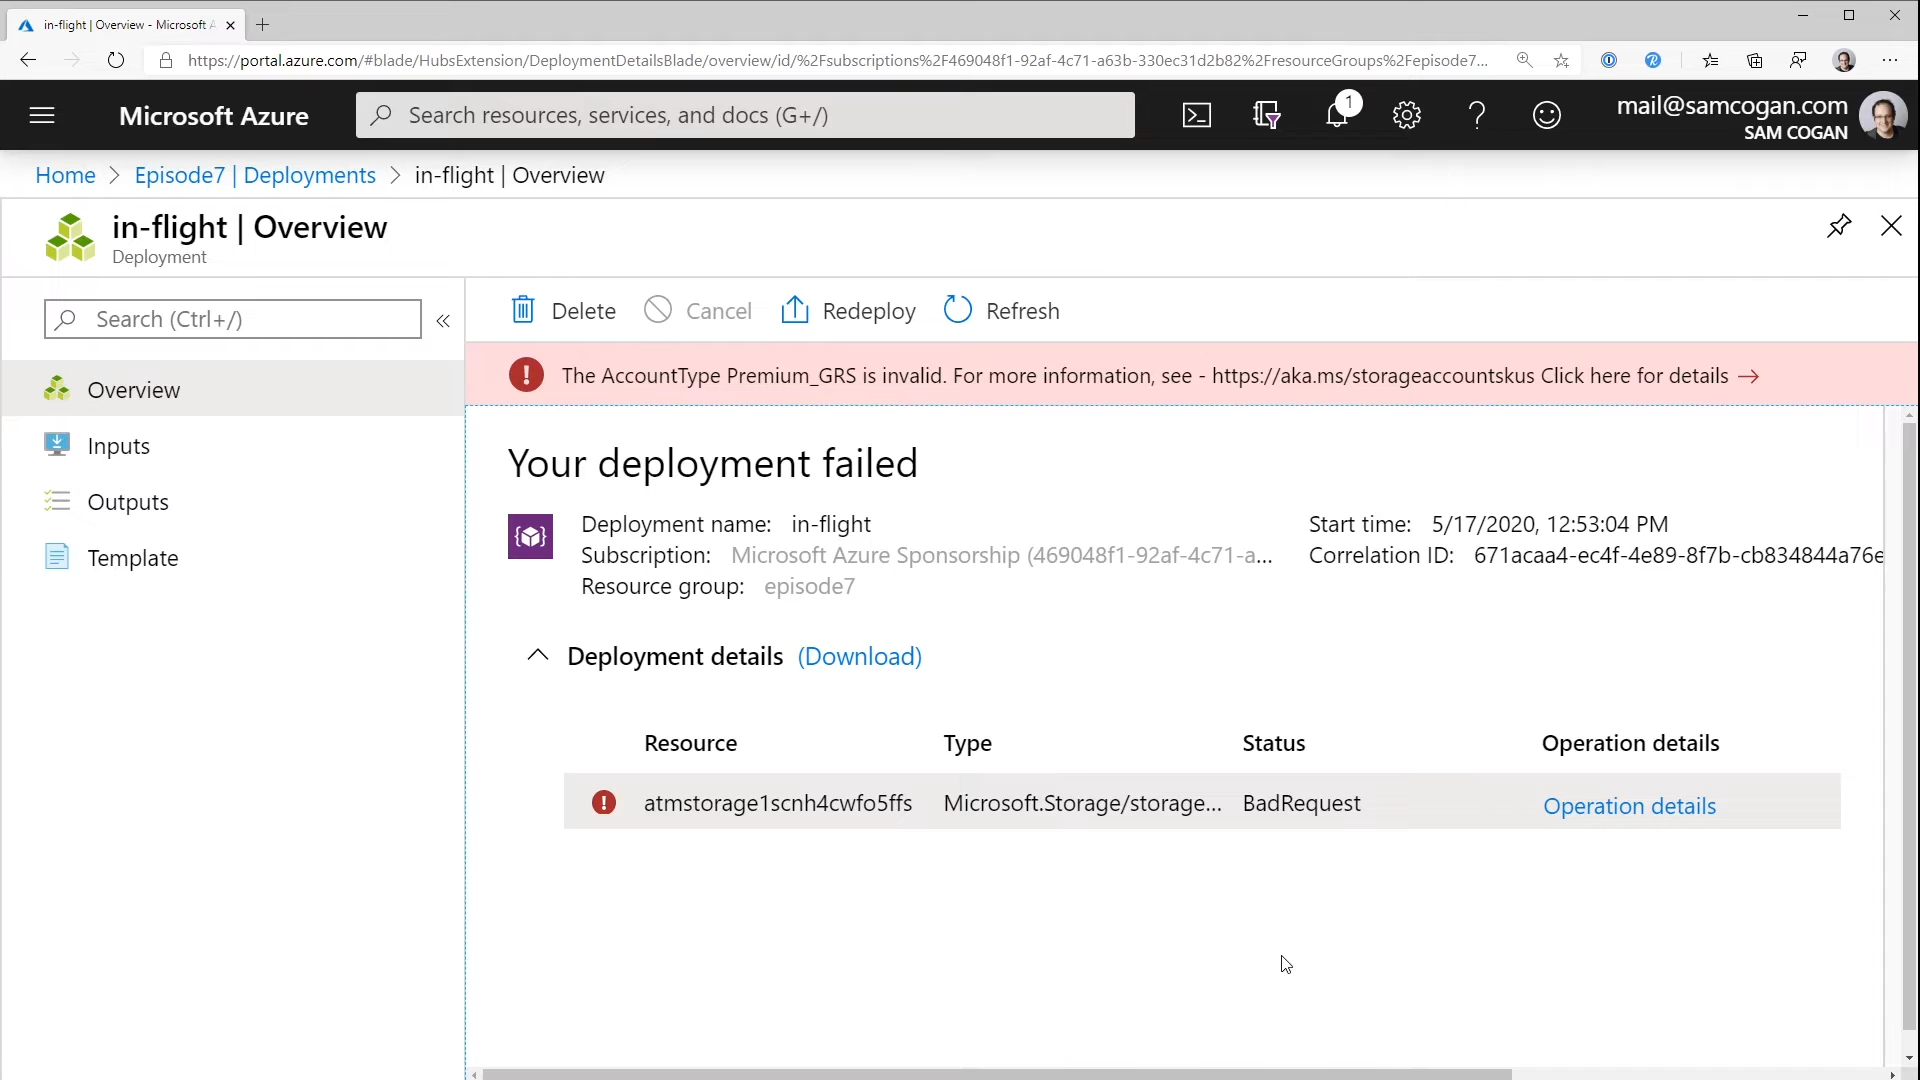 in-flight | Overview - Microsoft A
https://portal.azure.com/#blade/HubsExtension/DeploymentDetailsBlade/overview/id/%2Fsubscriptions%2F469048f1-92af-4c71-a63b-330ec31d2b82%2FresourceGroups%2Fepisode7...
Microsoft Azure
Search resources, services, and docs (G+/)
1
mail@samcogan.com
SAM COGAN
Home > Episode7 | Deployments > in-flight | Overview
in-flight | Overview
Deployment
Search (Ctrl+/)
Overview
Inputs
Outputs
Template
Delete Cancel Redeploy Refresh
The AccountType Premium_GRS is invalid. For more information, see - https://aka.ms/storageaccountskus Click here for details →
Your deployment failed
Deployment name: in-flight
Subscription: Microsoft Azure Sponsorship (469048f1-92af-4c71-a...
Resource group: episode7
Start time: 5/17/2020, 12:53:04 PM
Correlation ID: 671acaa4-ec4f-4e89-8f7b-cb834844a76e
Deployment details (Download)
Resource Type Status Operation details
atmstorage1scnh4cwfo5ffs Microsoft.Storage/storage... BadRequest Operation details